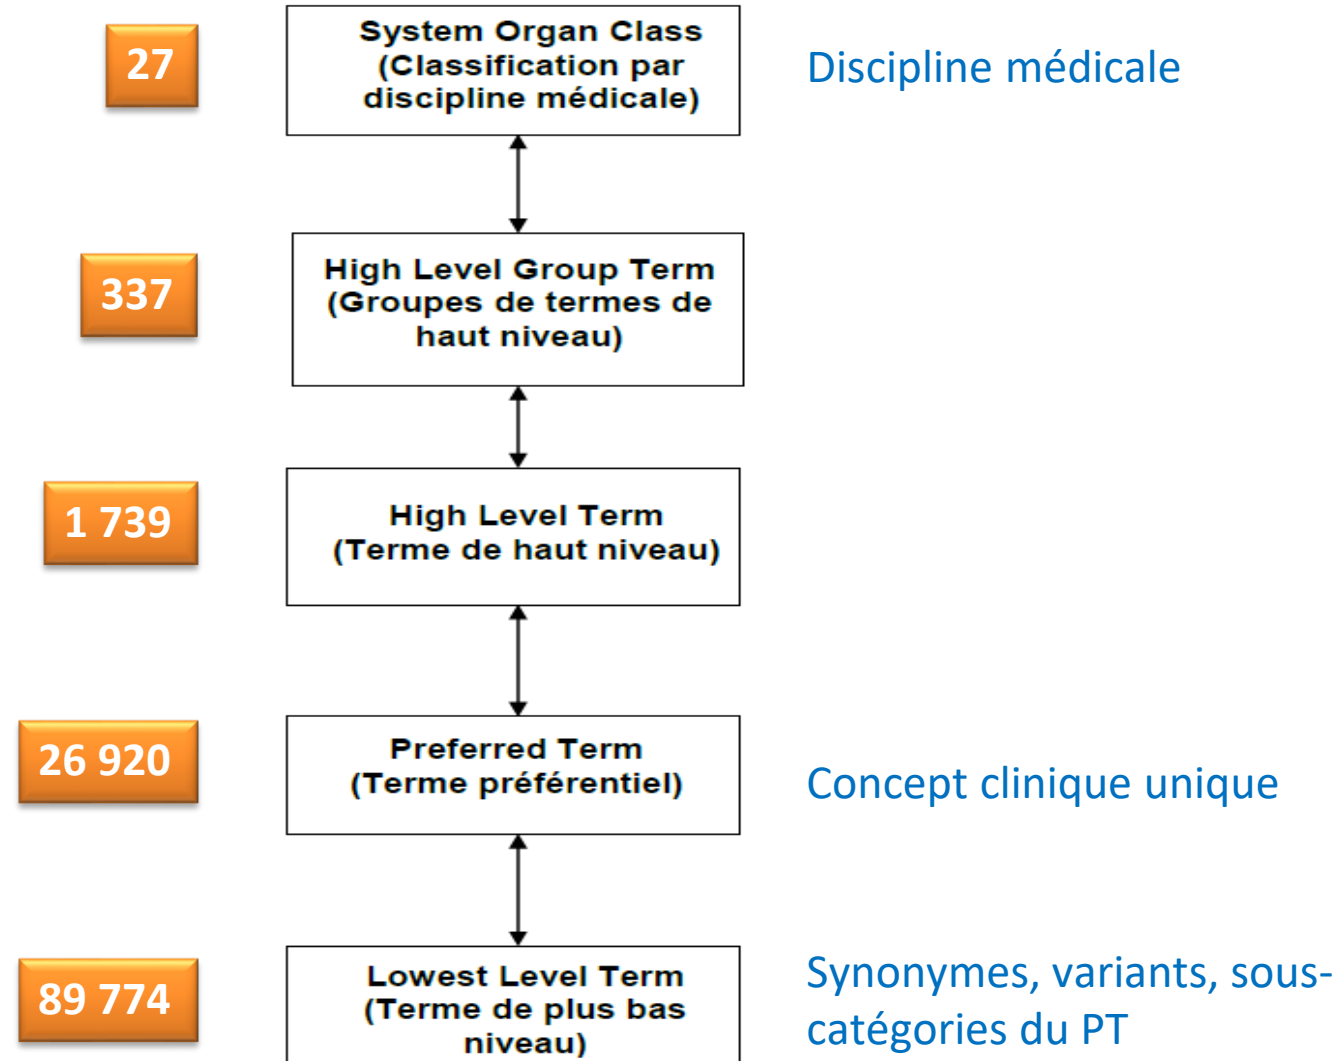 27
System Organ Class
(Classification par
discipline médicale)
Discipline médicale
337
High Level Group Term
(Groupes de termes de
haut niveau)
1 739
High Level Term
(Terme de haut niveau)
26 920
Preferred Term
(Terme préférentiel)
Concept clinique unique
89 774
Lowest Level Term
(Terme de plus bas
niveau)
Synonymes, variants, sous-
catégories du PT